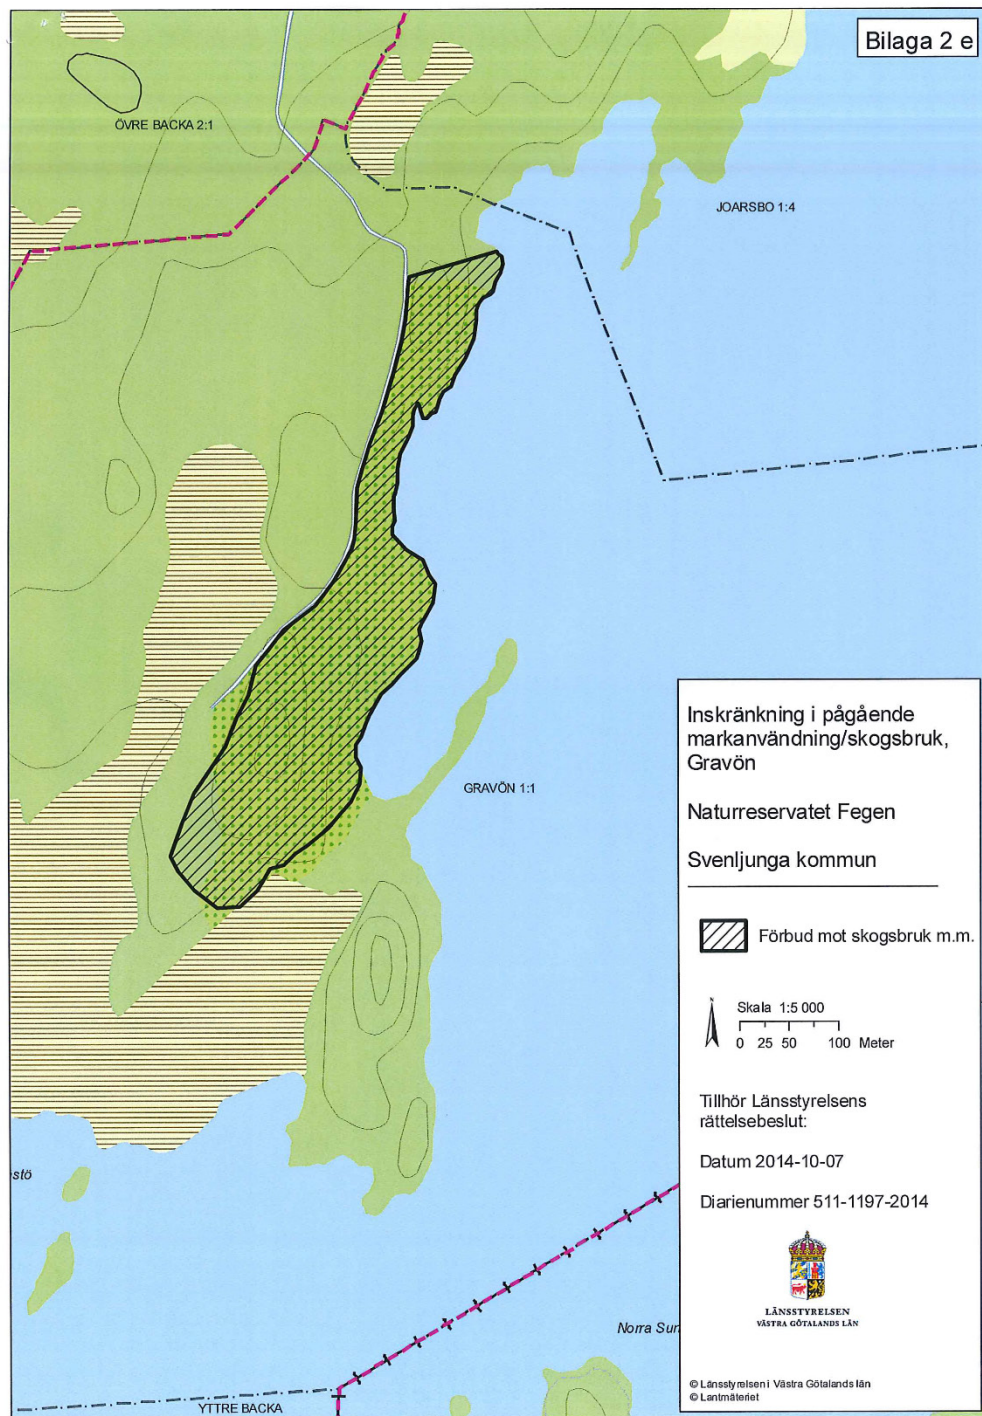 Bilaga 2 e
ÖVRE BACKA 2:1
JOARSBO 1:4
GRAVÖN 1:1
Inskränkning i pågående
markanvändning/skogsbruk,
Gravön
Naturreservatet Fegen
Svenljunga kommun
Förbud mot skogsbruk m.m.
N
Skala 1:5 000
0 25 50 100 Meter
Tillhör Länsstyrelsens
rättelsebeslut:
Datum 2014-10-07
Diarienummer 511-1197-2014
LÄNSSTYRELSEN
VÄSTRA GÖTALANDS LÄN
© Länsstyrelsen i Västra Götalands län
© Lantmäteriet
stö
Norra Sun
YTTRE BACKA